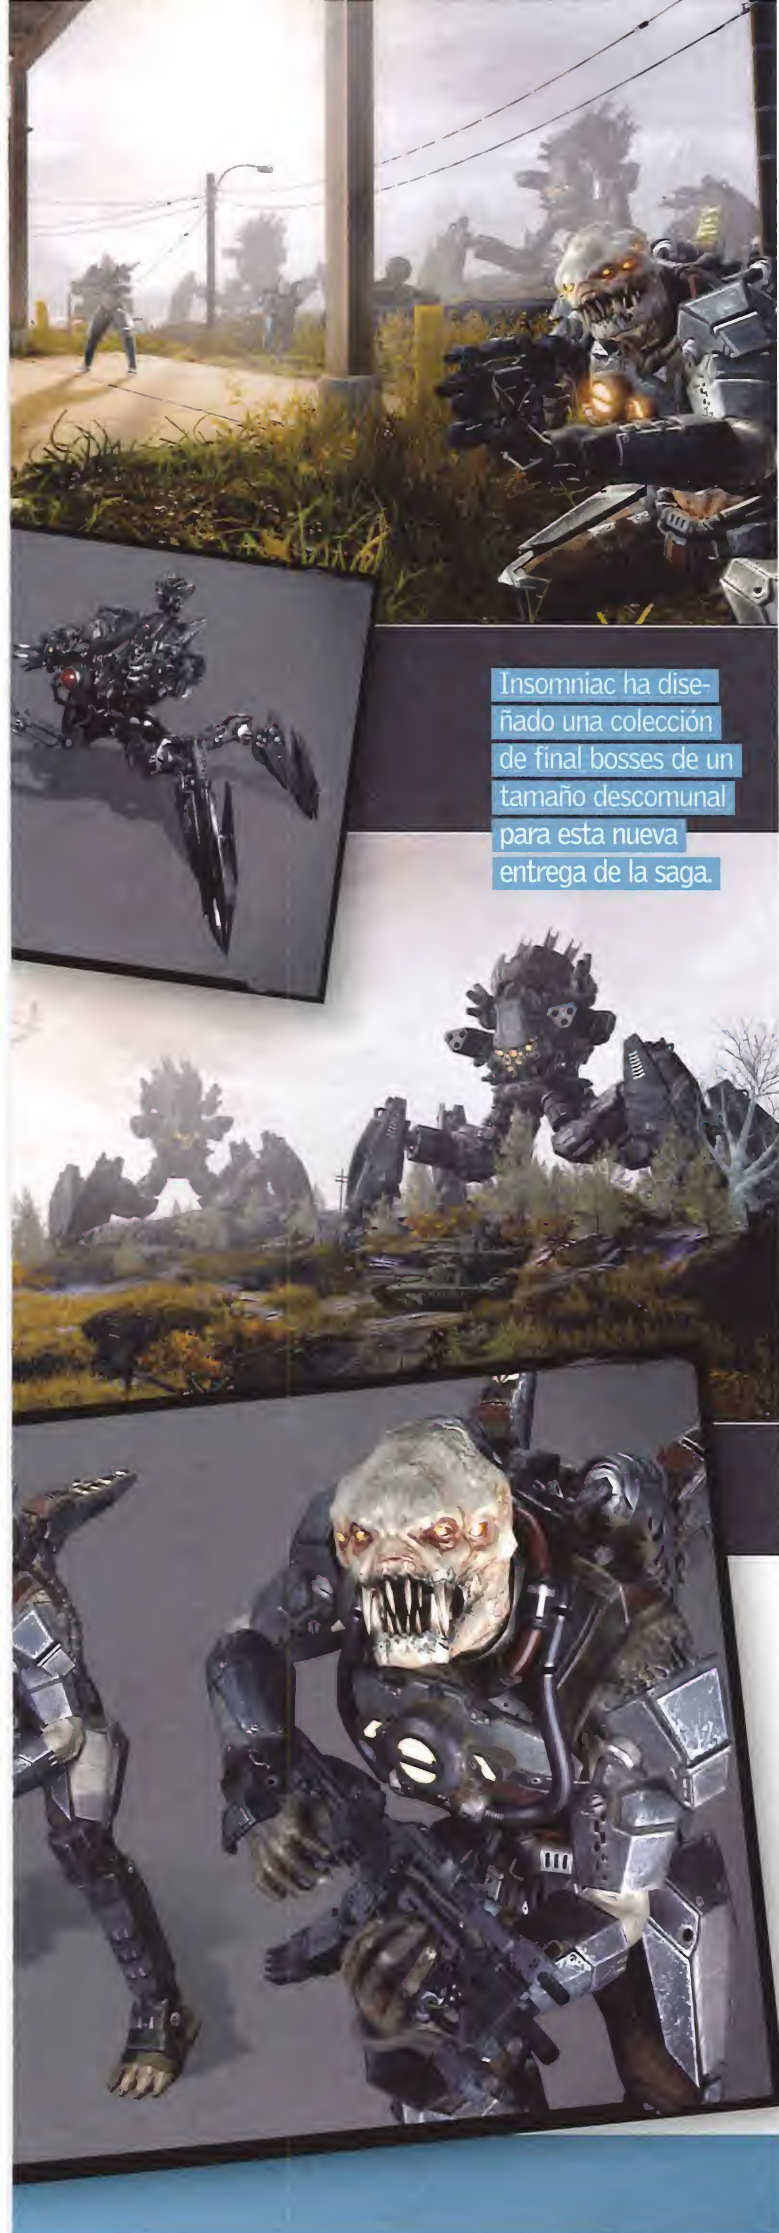 Insomniac ha dise-
ñado una colección
de final bosses de un
tamaño descomunal
para esta nueva
entrega de la saga.